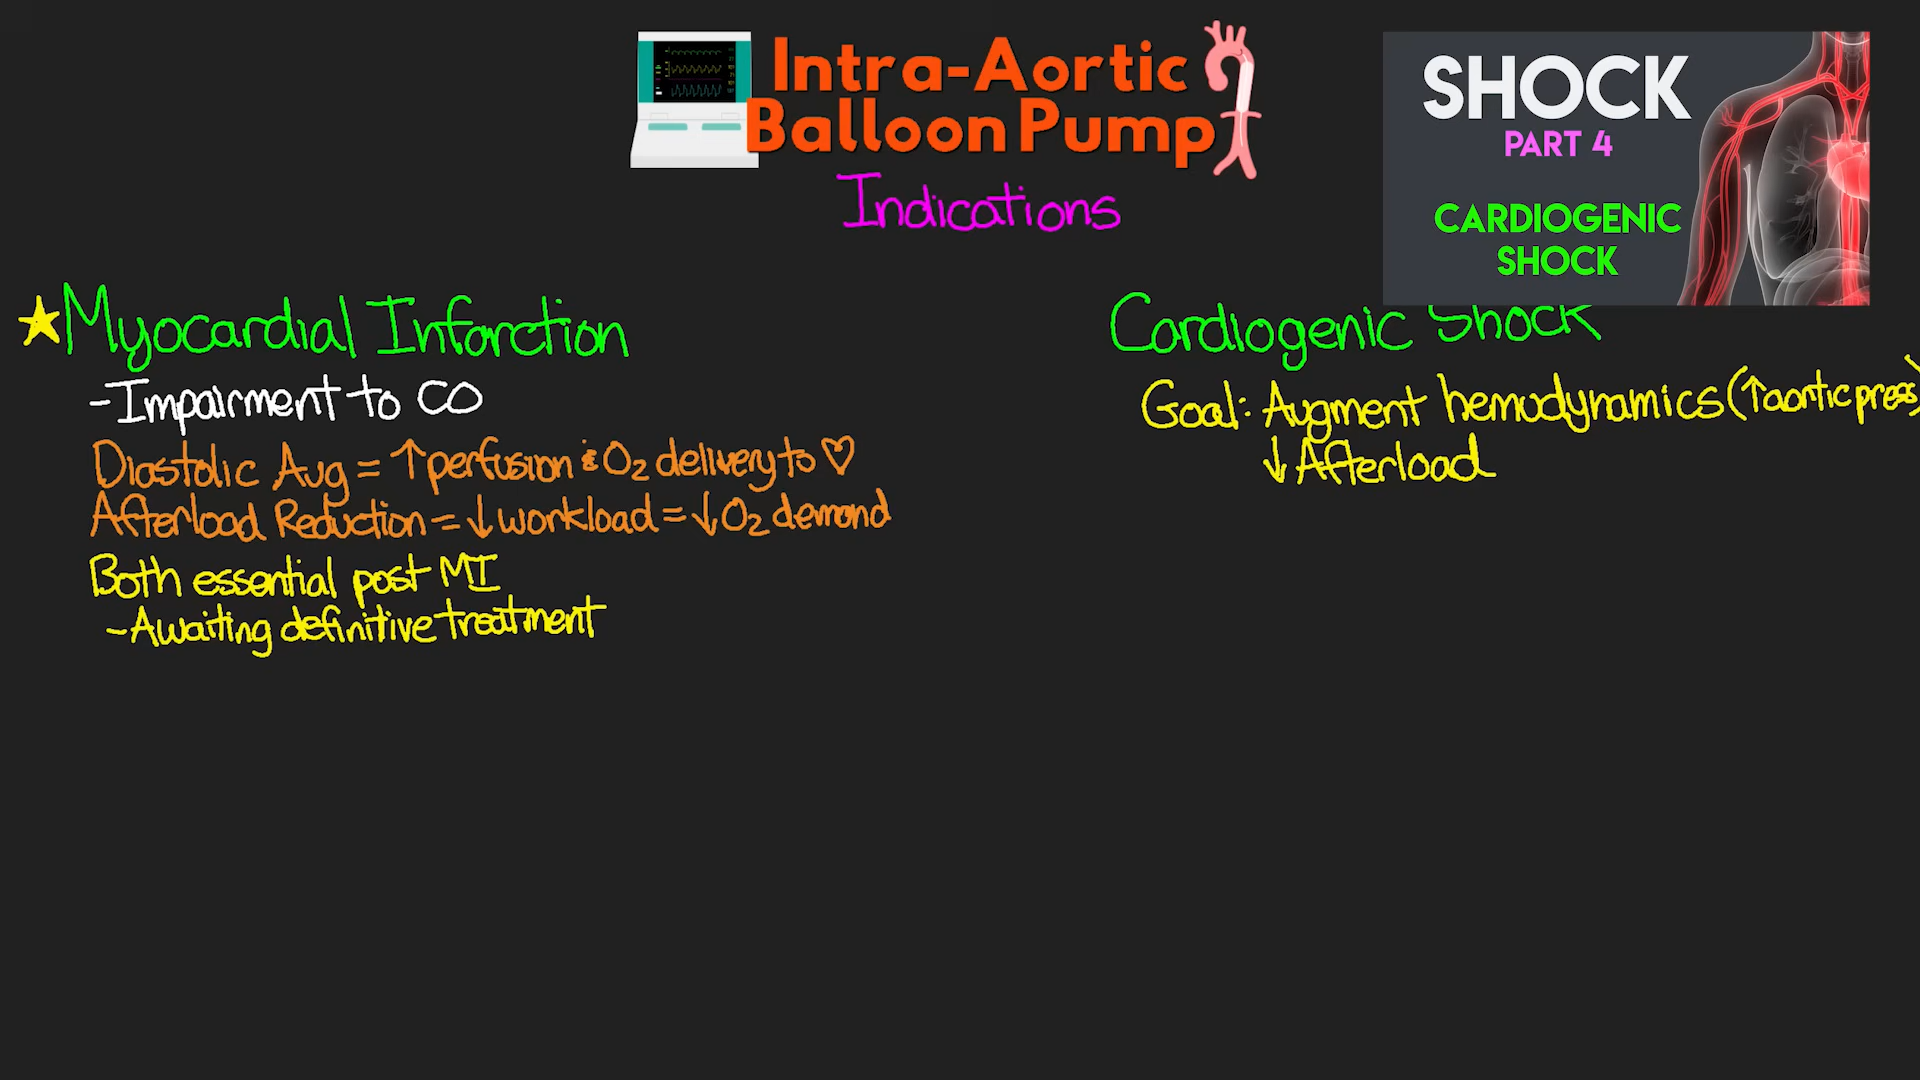 Intra-Aortic
Balloon Pump
Indications
SHOCK
PART 4
CARDIOGENIC
SHOCK
★Myocardial Infarction
-Impairment to CO
Diastolic Aug = ↑perfusion & O2 delivery to ♡
Afterload Reduction = ↓workload = ↓O2 demand
Both essential post MI
-Awaiting definitive treatment
Cardiogenic Shock
Goal: Augment hemodynamics (↑aortic press)
↓Afterload